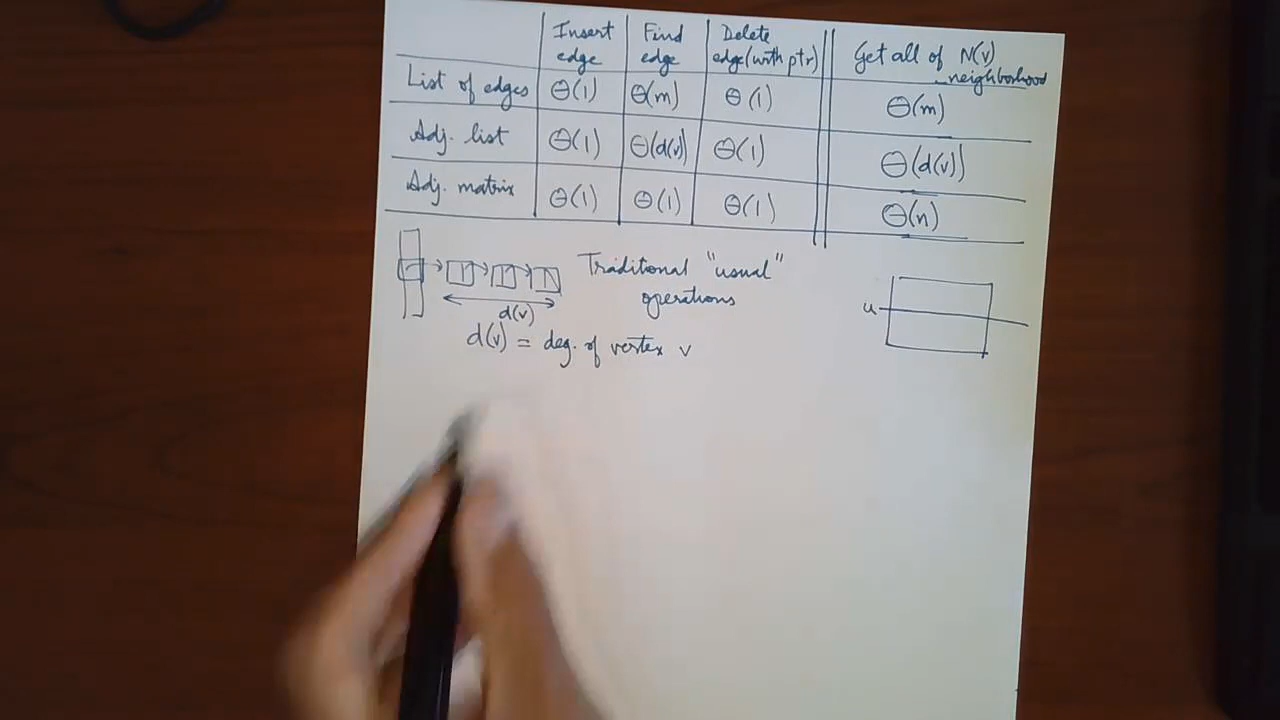 Insert edge | Find edge | Delete edge (with ptr) | Get all of N(v) neighborhood
List of edges | Θ(1) | Θ(m) | Θ(1) | Θ(m)
Adj. list | Θ(1) | Θ(d(v)) | Θ(1) | Θ(d(v))
Adj. matrix | Θ(1) | Θ(1) | Θ(1) | Θ(n)
Traditional "usual"
operations
d(v)
d(v) = deg. of vertex v
u